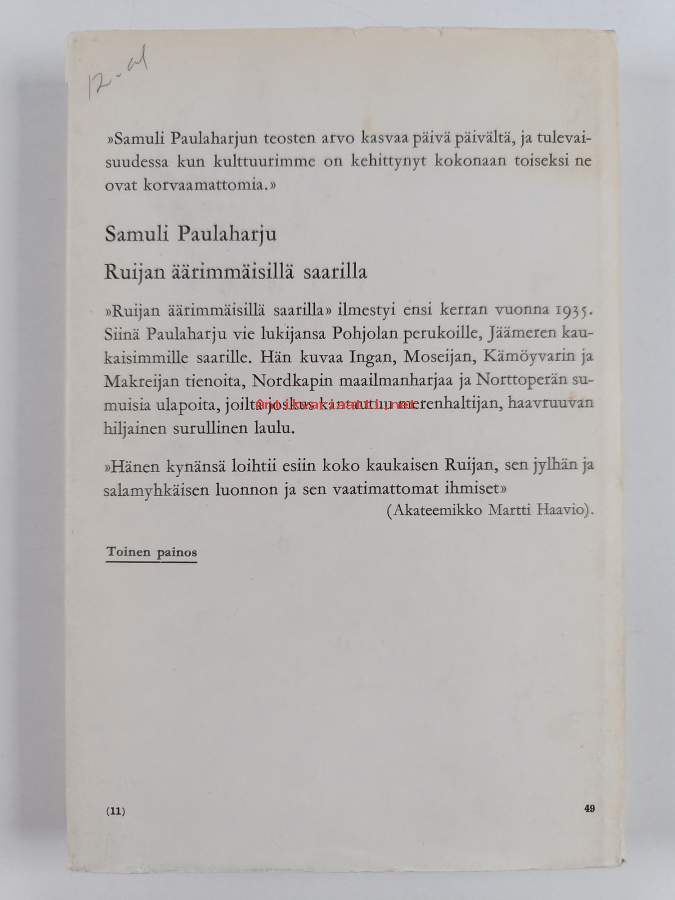 12-al
»Samuli Paulaharjun teosten arvo kasvaa päivä päivältä, ja tulevai-
suudessa kun kulttuurimme on kehittynyt kokonaan toiseksi ne
ovat korvaamattomia.»
Samuli Paulaharju
Ruijan äärimmäisillä saarilla
»Ruijan äärimmäisillä saarilla» ilmestyi ensi kerran vuonna 1935.
Siinä Paulaharju vie lukijansa Pohjolan perukoille, Jäämeren kau-
kaisimmille saarille. Hän kuvaa Ingan, Moseijan, Kämöyvarin ja
Makreijan tienoita, Nordkapin maailmanharjaa ja Norttoperän su-
muisia ulapoita, joilta joskus kantautuu merenhaltijan, haavruuvan
hiljainen surullinen laulu.
»Hänen kynänsä loihtii esiin koko kaukaisen Ruijan, sen jylhän ja
salamyhkäisen luonnon ja sen vaatimattomat ihmiset»
(Akateemikko Martti Haavio).
Toinen painos
(11) 49